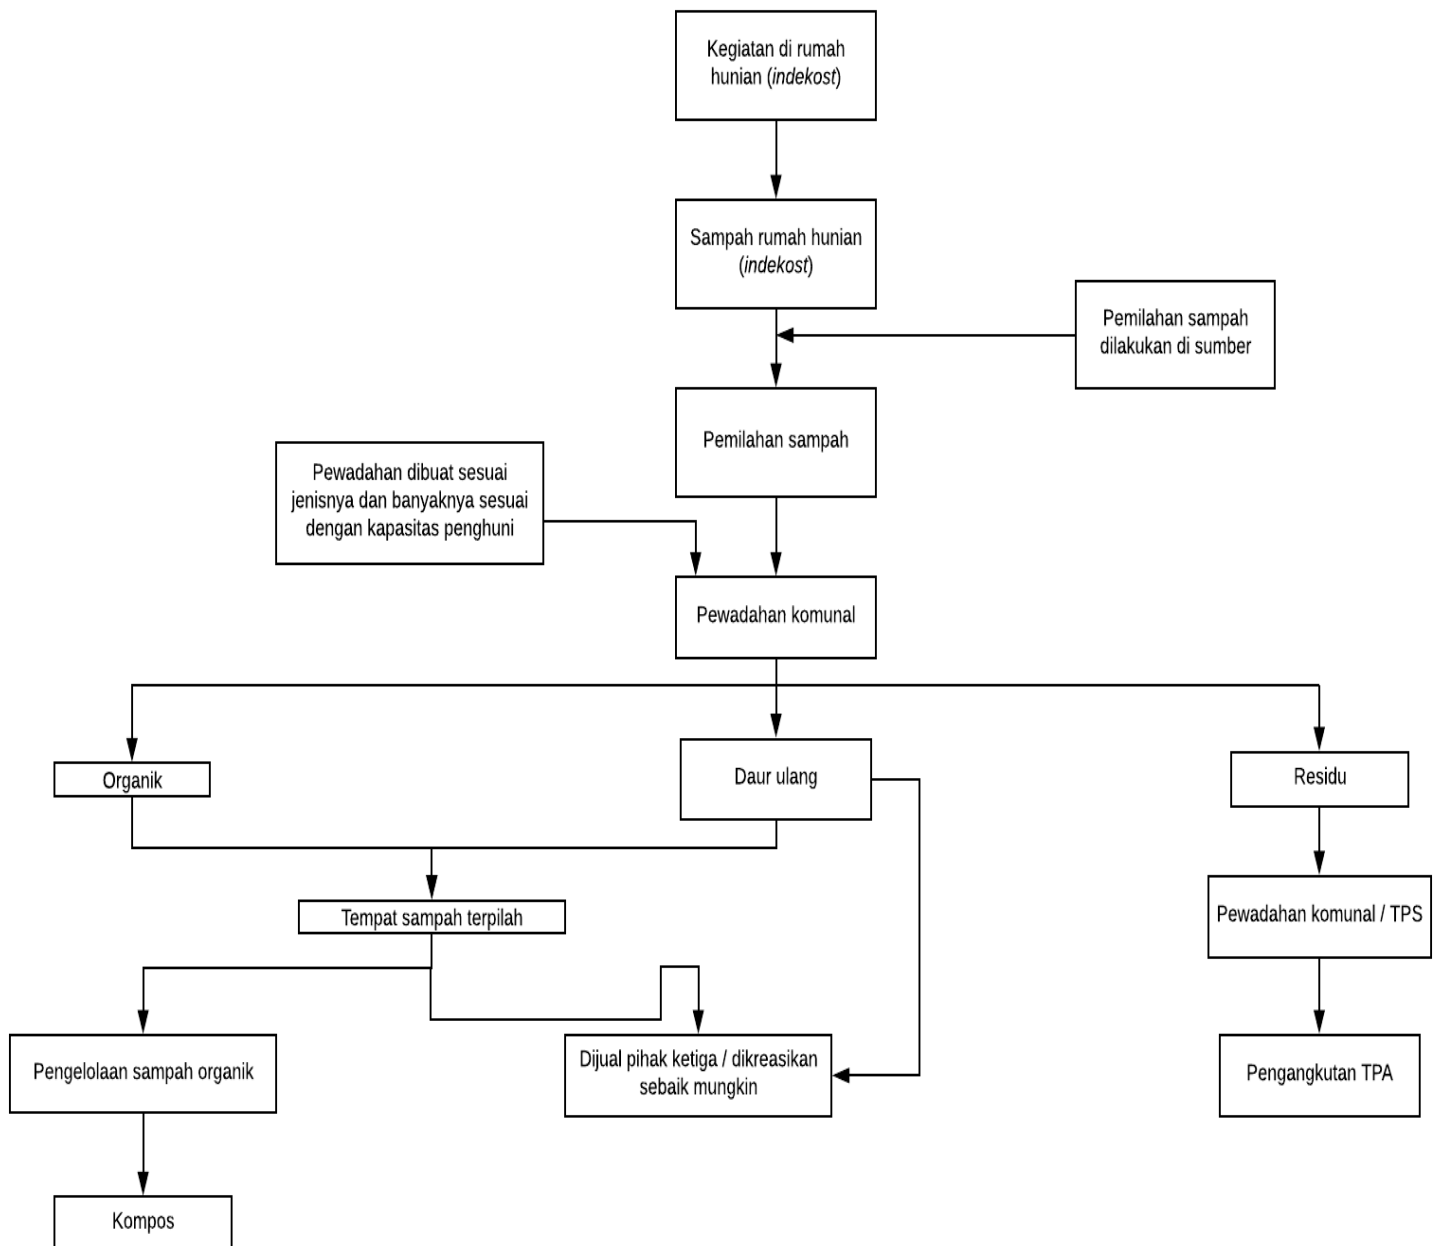 Kegiatan di rumah
hunian (indekost)
Sampah rumah hunian
(indekost)
Pemilahan sampah
dilakukan di sumber
Pemilahan sampah
Pewadahan dibuat sesuai
jenisnya dan banyaknya sesuai
dengan kapasitas penghuni
Pewadahan komunal
Organik
Daur ulang
Residu
Tempat sampah terpilah
Pewadahan komunal / TPS
Pengelolaan sampah organik
Dijual pihak ketiga / dikreasikan
sebaik mungkin
Pengangkutan TPA
Kompos